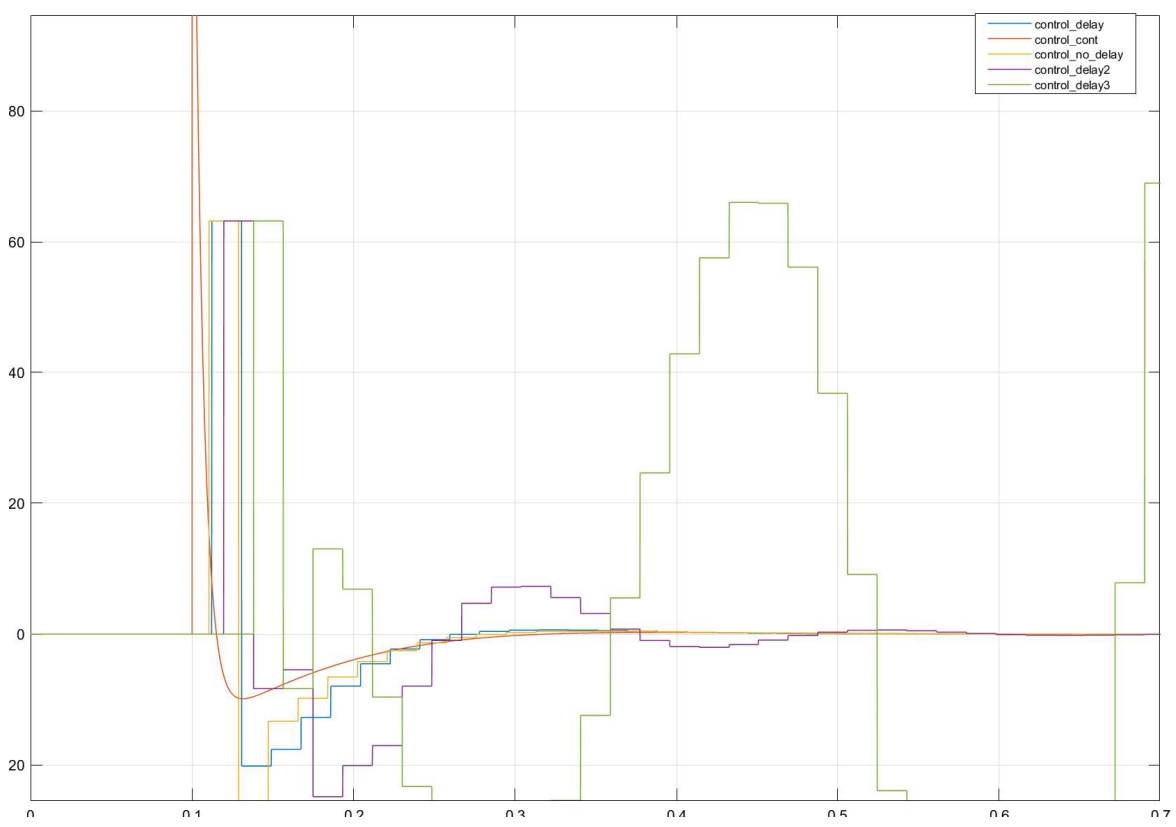 control_delay
control_cont
control_no_delay
control_delay2
control_delay3
80
60
40
20
0
20
0 0.1 0.2 0.3 0.4 0.5 0.6 0.7